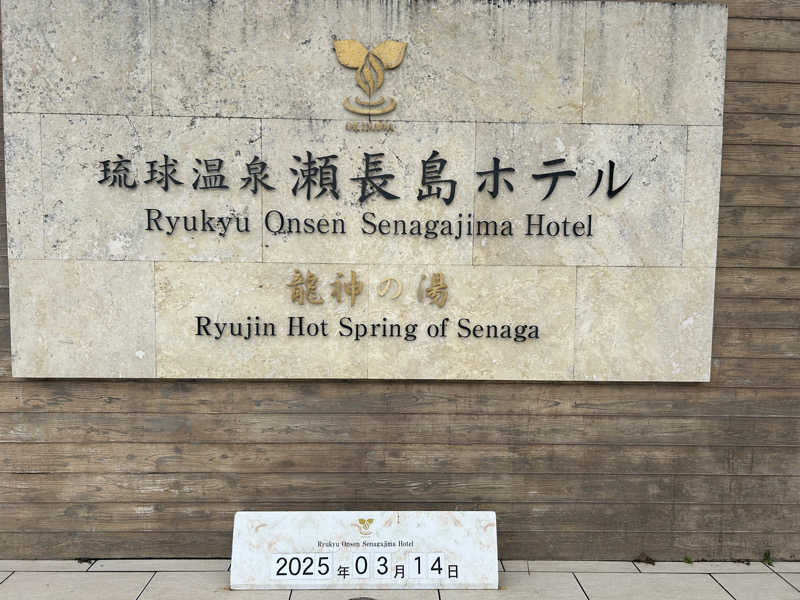 OKINAWA
琉球温泉 瀬長島ホテル
Ryukyu Onsen Senagajima Hotel
龍神の湯
Ryujin Hot Spring of Senaga
Ryukyu Onsen Senagajima Hotel
2025年03月14日